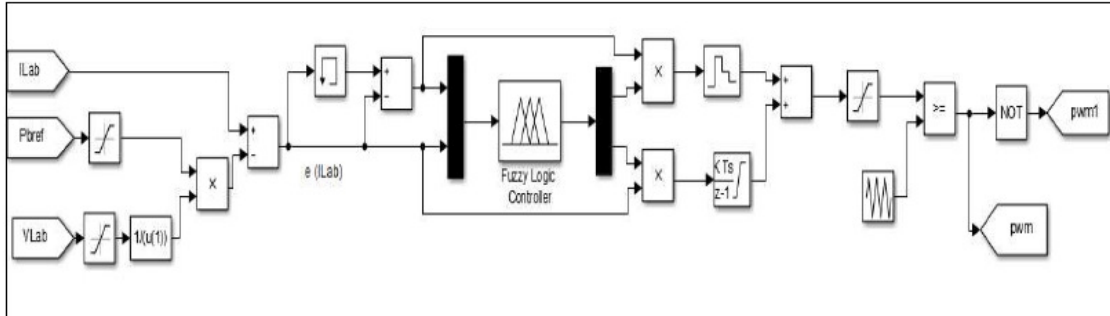 ILab
Pbref
VLab
+
-
X
1/(u(1))
+
-
e (ILab)
Fuzzy Logic
Controller
X
X
K Ts
z-1
+
+
>=
NOT
pwm1
pwm